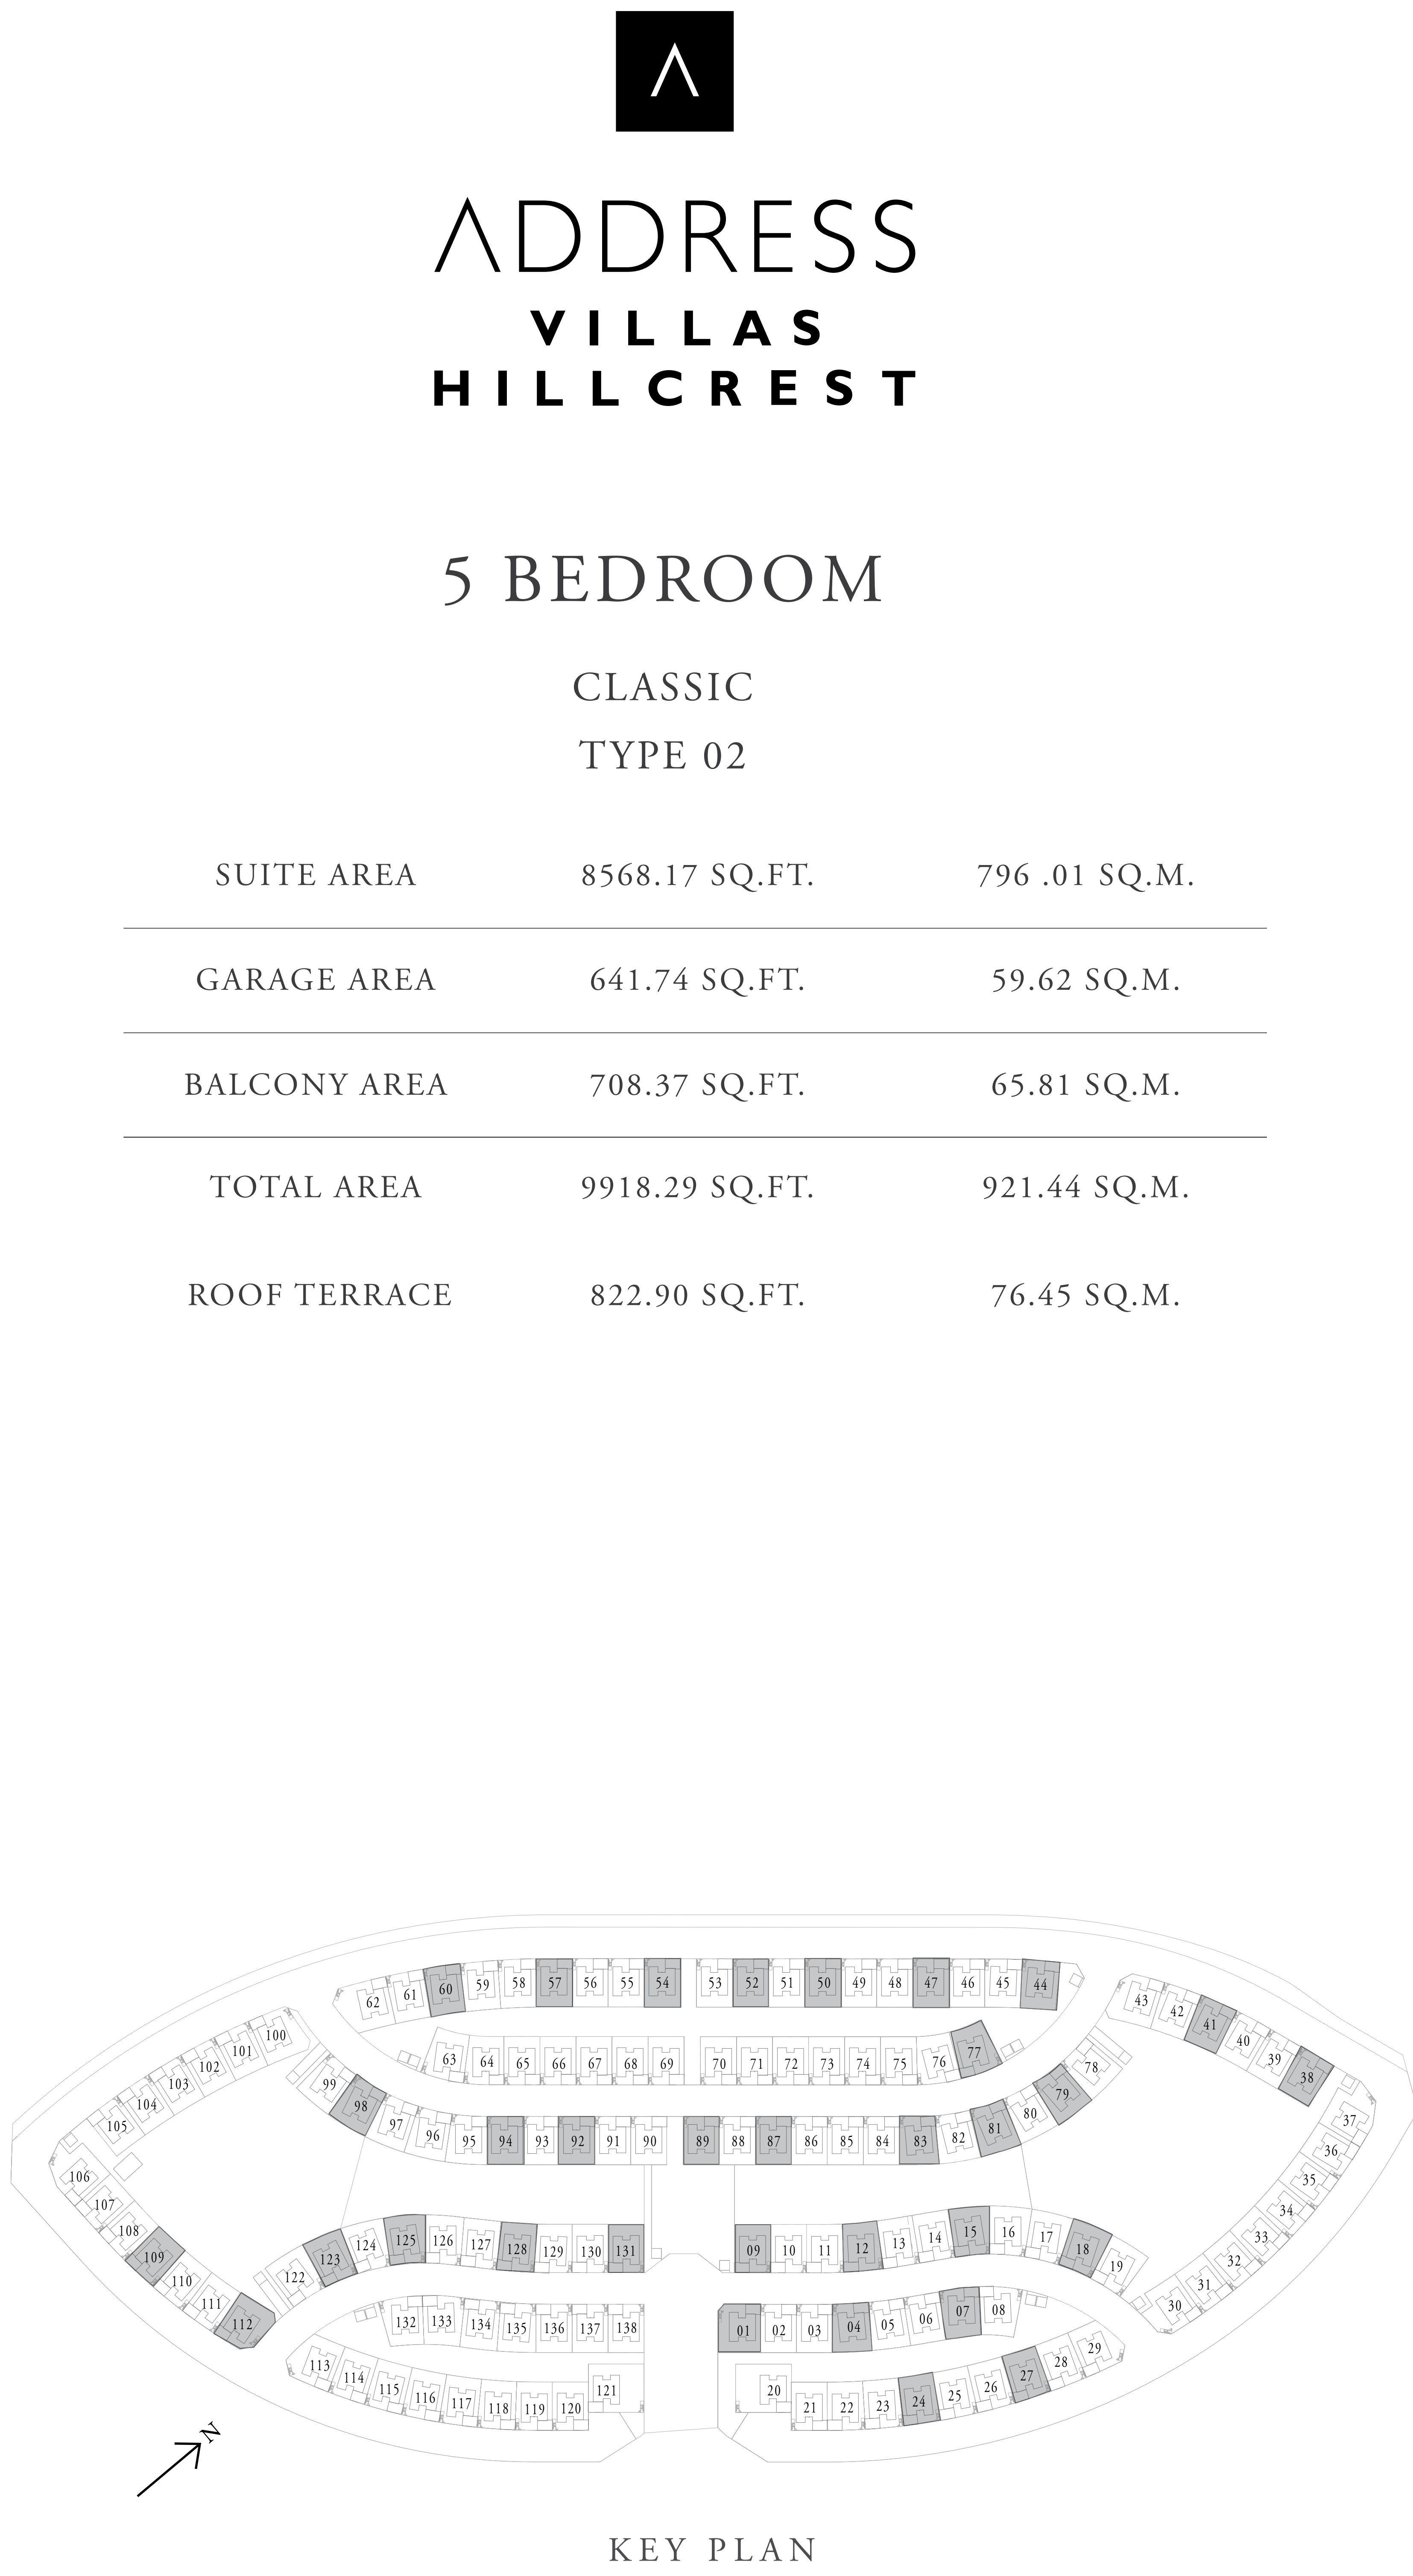 ADDRESS
VILLAS
HILLCREST
5 BEDROOM
CLASSIC
TYPE 02
SUITE AREA 8568.17 SQ.FT. 796 .01 SQ.M.
GARAGE AREA 641.74 SQ.FT. 59.62 SQ.M.
BALCONY AREA 708.37 SQ.FT. 65.81 SQ.M.
TOTAL AREA 9918.29 SQ.FT. 921.44 SQ.M.
ROOF TERRACE 822.90 SQ.FT. 76.45 SQ.M.
62 61 60 59 58 57 56 55 54 53 52 51 50 49 48 47 46 45 44
43 42 41 40 39 38
63 64 65 66 67 68 69 70 71 72 73 74 75 76 77
105 104 103 102 101 100
99 98 97 96 95 94 93 92 91 90 89 88 87 86 85 84 83 82 81 80 79 78
37 36 35 34 33 32 31 30
106 107 108 109 110 111 112
122 123 124 125 126 127 128 129 130 131 09 10 11 12 13 14 15 16 17 18 19
132 133 134 135 136 137 138 01 02 03 04 05 06 07 08
113 114 115 116 117 118 119 120 121 20 21 22 23 24 25 26 27 28 29
N
KEY PLAN